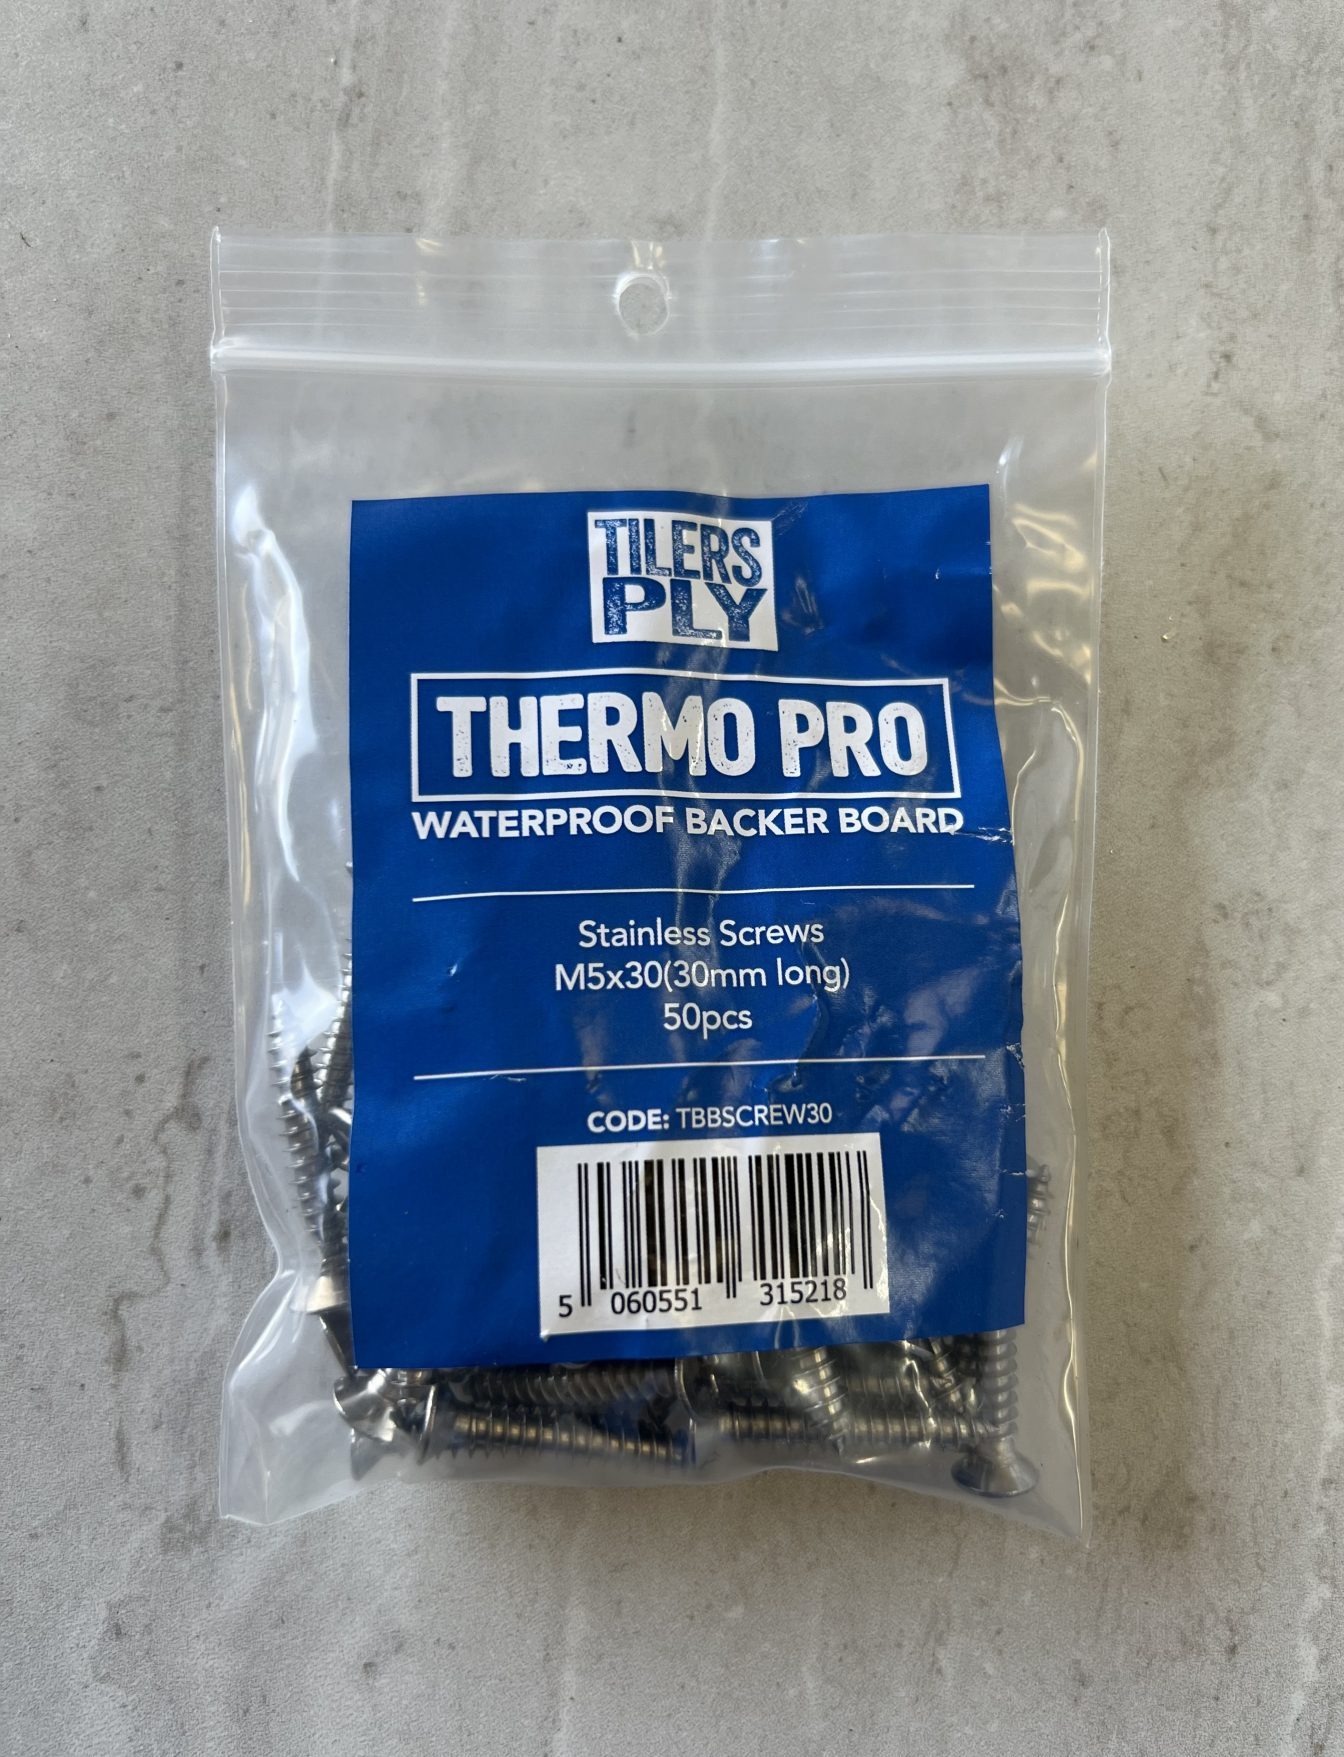 TILERS
PLY
THERMO PRO
WATERPROOF BACKER BOARD
Stainless Screws
M5x30(30mm long)
50pcs
CODE: TBBSCREW30
5 060551 315218